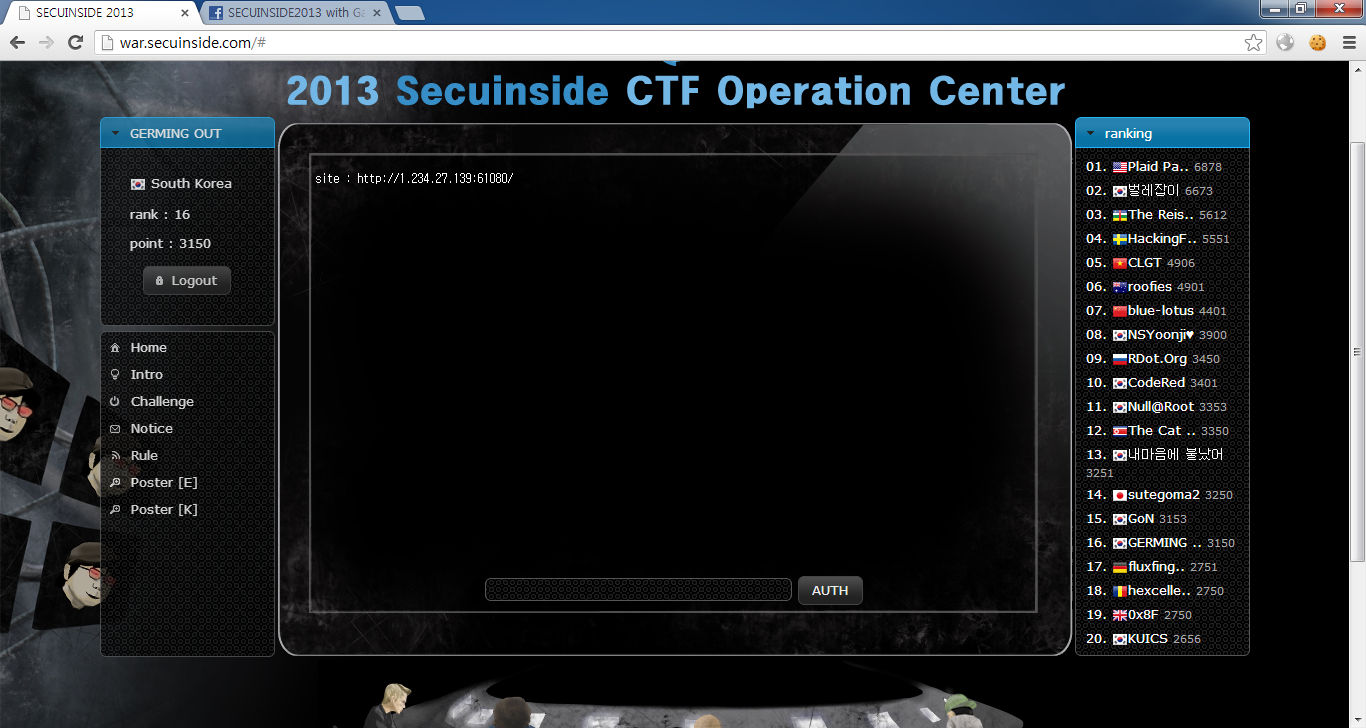 SECUINSIDE 2013
SECUINSIDE2013 with Ga
war.secuinside.com/#
2013 Secuinside CTF Operation Center
GERMING OUT
South Korea
rank : 16
point : 3150
Logout
Home
Intro
Challenge
Notice
Rule
Poster [E]
Poster [K]
site : http://1.234.27.139:61080/
AUTH
ranking
01. Plaid Pa.. 6878
02. 벌레잡이 6673
03. The Reis.. 5612
04. HackingF.. 5551
05. CLGT 4906
06. roofies 4901
07. blue-lotus 4401
08. NSYoonji♥ 3900
09. RDot.Org 3450
10. CodeRed 3401
11. Null@Root 3353
12. The Cat .. 3350
13. 내마음에 불났어
3251
14. sutegoma2 3250
15. GoN 3153
16. GERMING .. 3150
17. fluxfing.. 2751
18. hexcelle.. 2750
19. 0x8F 2750
20. KUICS 2656